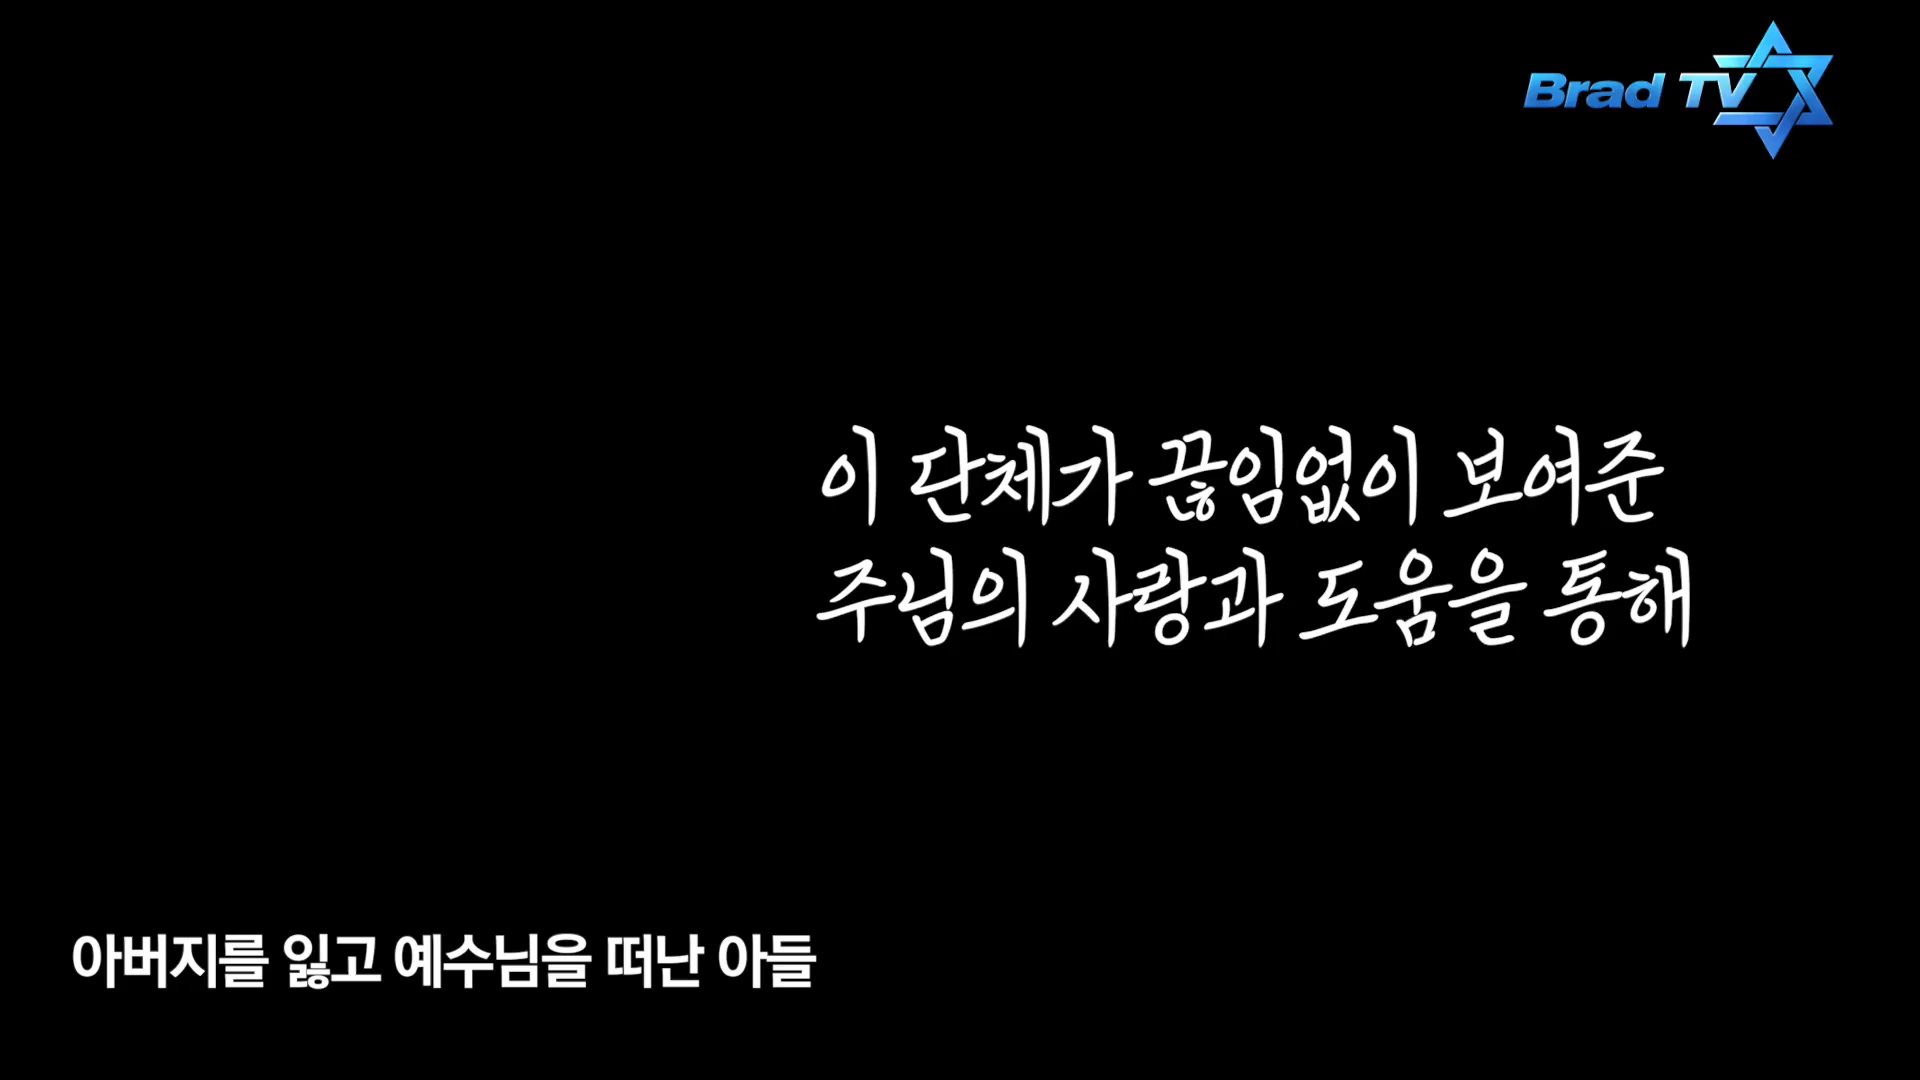 Brad TV
이 단체가 끊임없이 보여준
주님의 사랑과 도움을 통해
아버지를 잃고 예수님을 떠난 아들